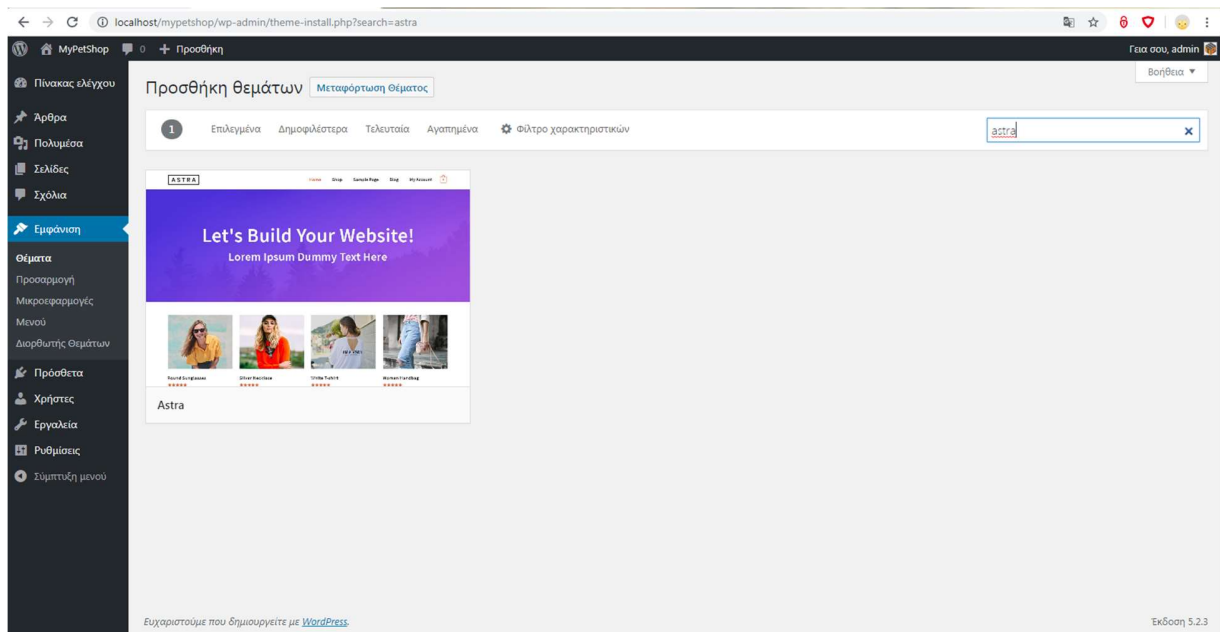 localhost/mypetshop/wp-admin/theme-install.php?search=astra
MyPetShop 0 + Προσθήκη Γεια σου, admin
Βοήθεια ▼
Πίνακας ελέγχου
Άρθρα
Πολυμέσα
Σελίδες
Σχόλια
Εμφάνιση
Θέματα
Προσαρμογή
Μικροεφαρμογές
Μενού
Διορθωτής Θεμάτων
Πρόσθετα
Χρήστες
Εργαλεία
Ρυθμίσεις
Σύμπτυξη μενού
Προσθήκη θεμάτων Μεταφόρτωση Θέματος
1 Επιλεγμένα Δημοφιλέστερα Τελευταία Αγαπημένα Φίλτρο χαρακτηριστικών astra
ASTRA Home Shop Sample Page Blog My Account
Let's Build Your Website!
Lorem Ipsum Dummy Text Here
Round Sunglasses Silver Necklace White T-shirt Women Handbag
Astra
Ευχαριστούμε που δημιουργείτε με WordPress. Έκδοση 5.2.3